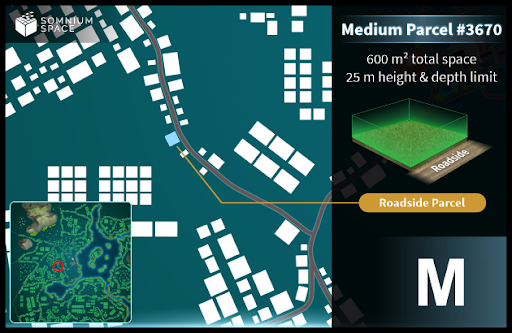 SOMNIUM
SPACE
Medium Parcel #3670
600 m² total space
25 m height & depth limit
Roadside
Roadside Parcel
M